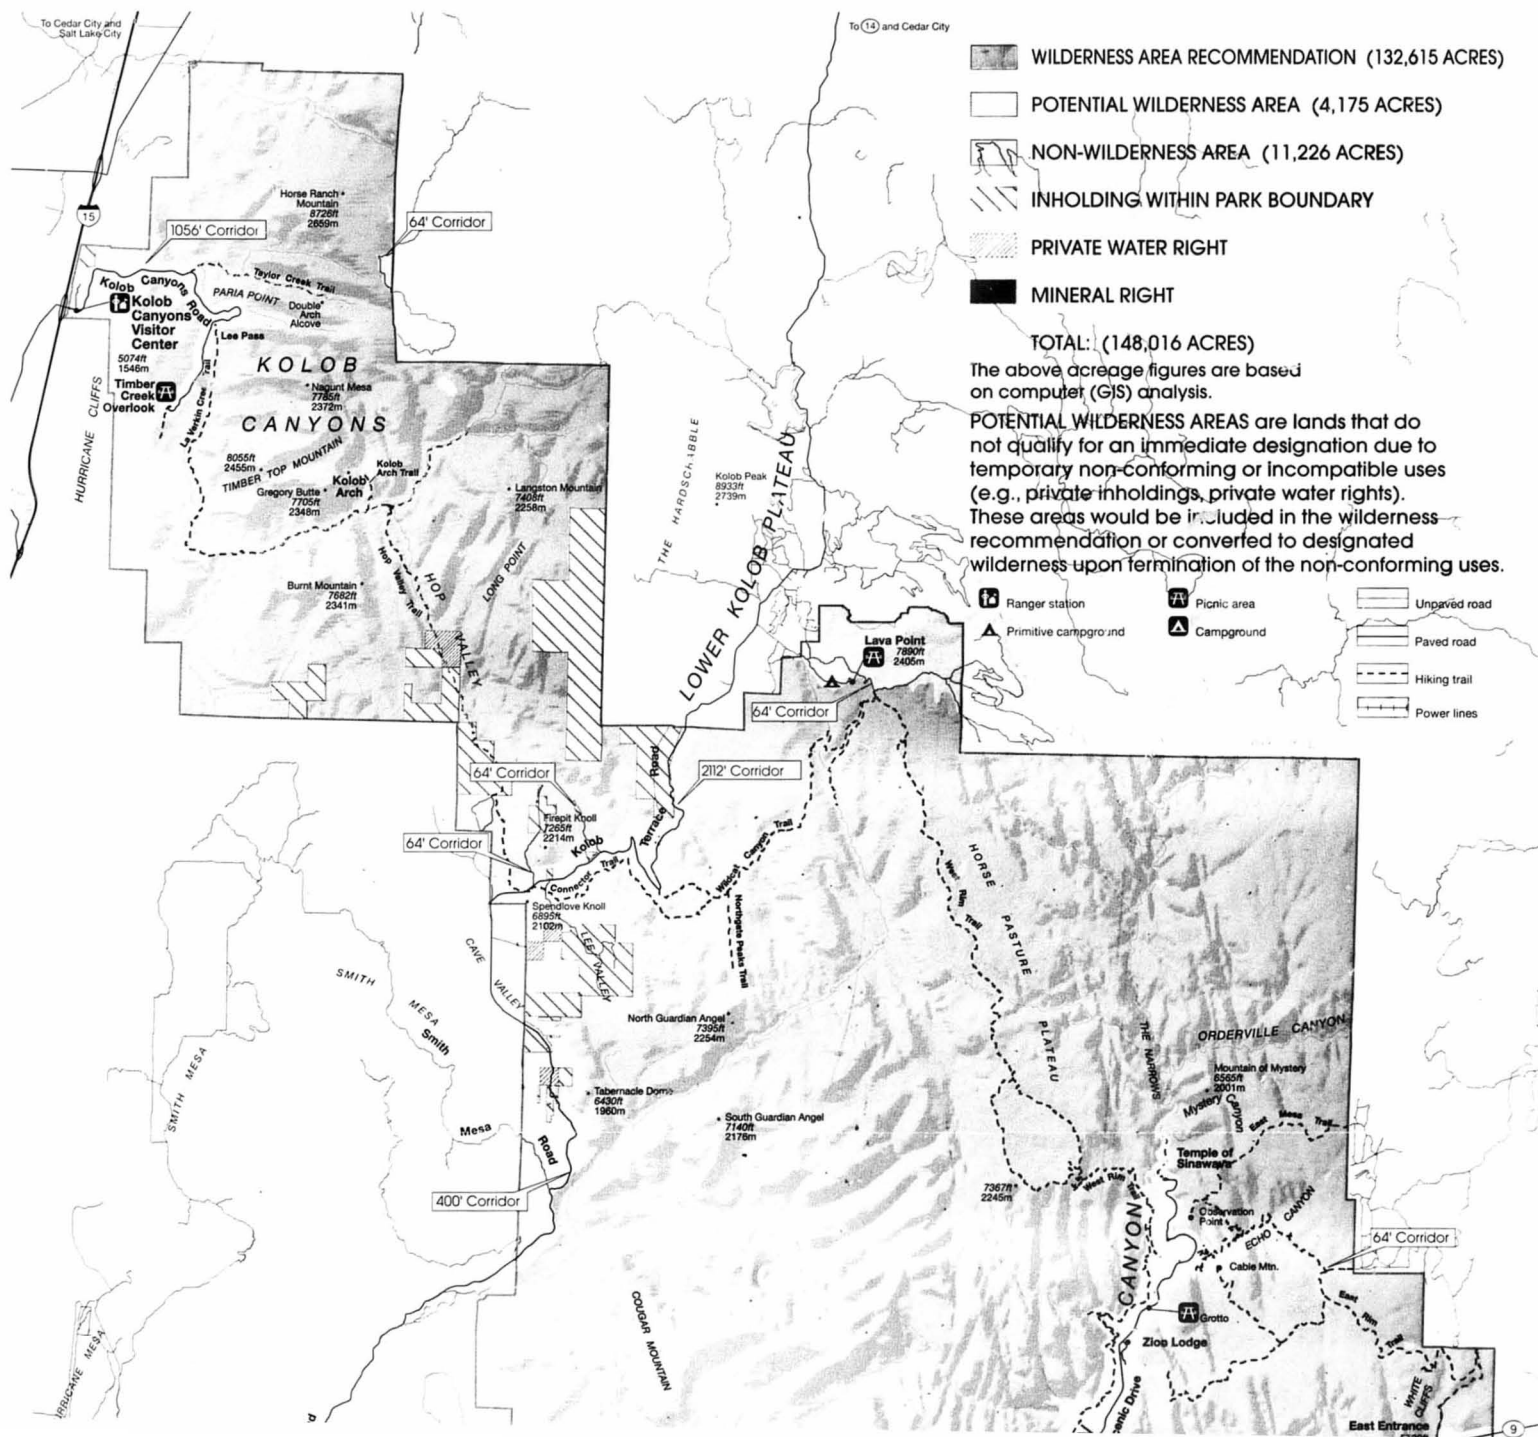 To Cedar City and
Salt Lake City
To 14 and Cedar City
WILDERNESS AREA RECOMMENDATION (132,615 ACRES)
POTENTIAL WILDERNESS AREA (4,175 ACRES)
NON-WILDERNESS AREA (11,226 ACRES)
INHOLDING WITHIN PARK BOUNDARY
PRIVATE WATER RIGHT
MINERAL RIGHT
TOTAL: (148,016 ACRES)
The above acreage figures are based
on computer (GIS) analysis.
POTENTIAL WILDERNESS AREAS are lands that do
not qualify for an immediate designation due to
temporary non-conforming or incompatible uses
(e.g., private inholdings, private water rights).
These areas would be included in the wilderness
recommendation or converted to designated
wilderness upon termination of the non-conforming uses.
Ranger station
Picnic area
Unpaved road
Primitive campground
Campground
Paved road
Hiking trail
Power lines
15
Horse Ranch
Mountain
8726ft
2659m
1056' Corridor
64' Corridor
Kolob Canyons Road
Taylor Creek Trail
PARIA POINT
Double
Arch
Alcove
Kolob
Canyons
Visitor
Center
5074ft
1546m
Lee Pass
Timber
Creek
Overlook
HURRICANE CLIFFS
KOLOB
CANYONS
Nagunt Mesa
7785ft
2372m
8055ft
2455m
TIMBER TOP MOUNTAIN
Kolob
Arch Trail
Kolob
Arch
Gregory Butte
7705ft
2348m
Langston Mountain
7408ft
2258m
Hop Valley Trail
HOP
VALLEY
LONG POINT
Burnt Mountain
7682ft
2341m
THE HARDSCRABBLE
Kolob Peak
8933ft
2739m
LOWER KOLOB PLATEAU
Lava Point
7890ft
2405m
64' Corridor
64' Corridor
2112' Corridor
Firepit Knoll
7265ft
2214m
Kolob
Terrace
Road
64' Corridor
Connector Trail
Wildcat Canyon Trail
Northgate Peaks Trail
Spendlove Knoll
6895ft
2102m
CAVE
VALLEY
LEE VALLEY
SMITH
MESA
Smith
Mesa
Road
SMITH MESA
North Guardian Angel
7395ft
2254m
Tabernacle Dome
6430ft
1960m
South Guardian Angel
7140ft
2176m
400' Corridor
COUGAR MOUNTAIN
West Rim Trail
HORSE
PASTURE
PLATEAU
THE NARROWS
ORDERVILLE CANYON
Mountain of Mystery
6565ft
2001m
Mystery Canyon
East Mesa Trail
Temple of
Sinawava
7367ft
2245m
West Rim Trail
Observation
Point
ECHO CANYON
Cable Mtn.
64' Corridor
CANYON
Grotto
East Rim Trail
Zion Lodge
WHITE
CLIFFS
East Entrance
9